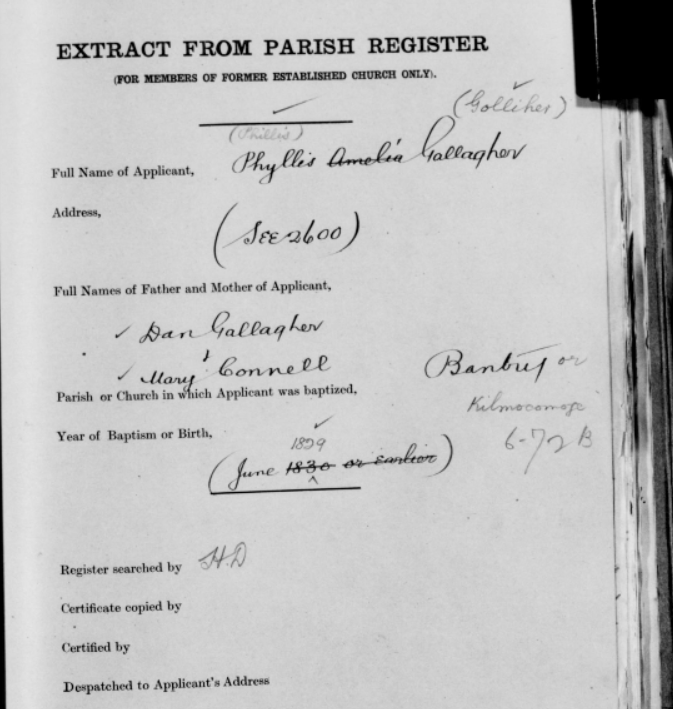 EXTRACT FROM PARISH REGISTER
(FOR MEMBERS OF FORMER ESTABLISHED CHURCH ONLY).
(Golliher)
(Phillis)
Full Name of Applicant, Phyllis Amelia Gallagher
Address,
(See 2600)
Full Names of Father and Mother of Applicant,
Dan Gallagher
Mary Connell
Bantry or
Parish or Church in which Applicant was baptized,
Kilmocomoge
Year of Baptism or Birth,
1829
6-72 B
(June 1830 or earlier)
Register searched by H.D
Certificate copied by
Certified by
Despatched to Applicant's Address